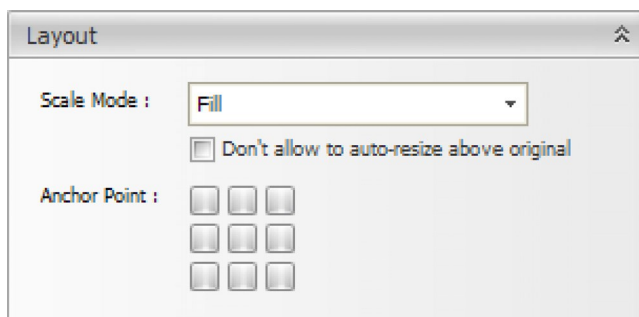 Layout
Scale Mode : Fill
Don't allow to auto-resize above original
Anchor Point :